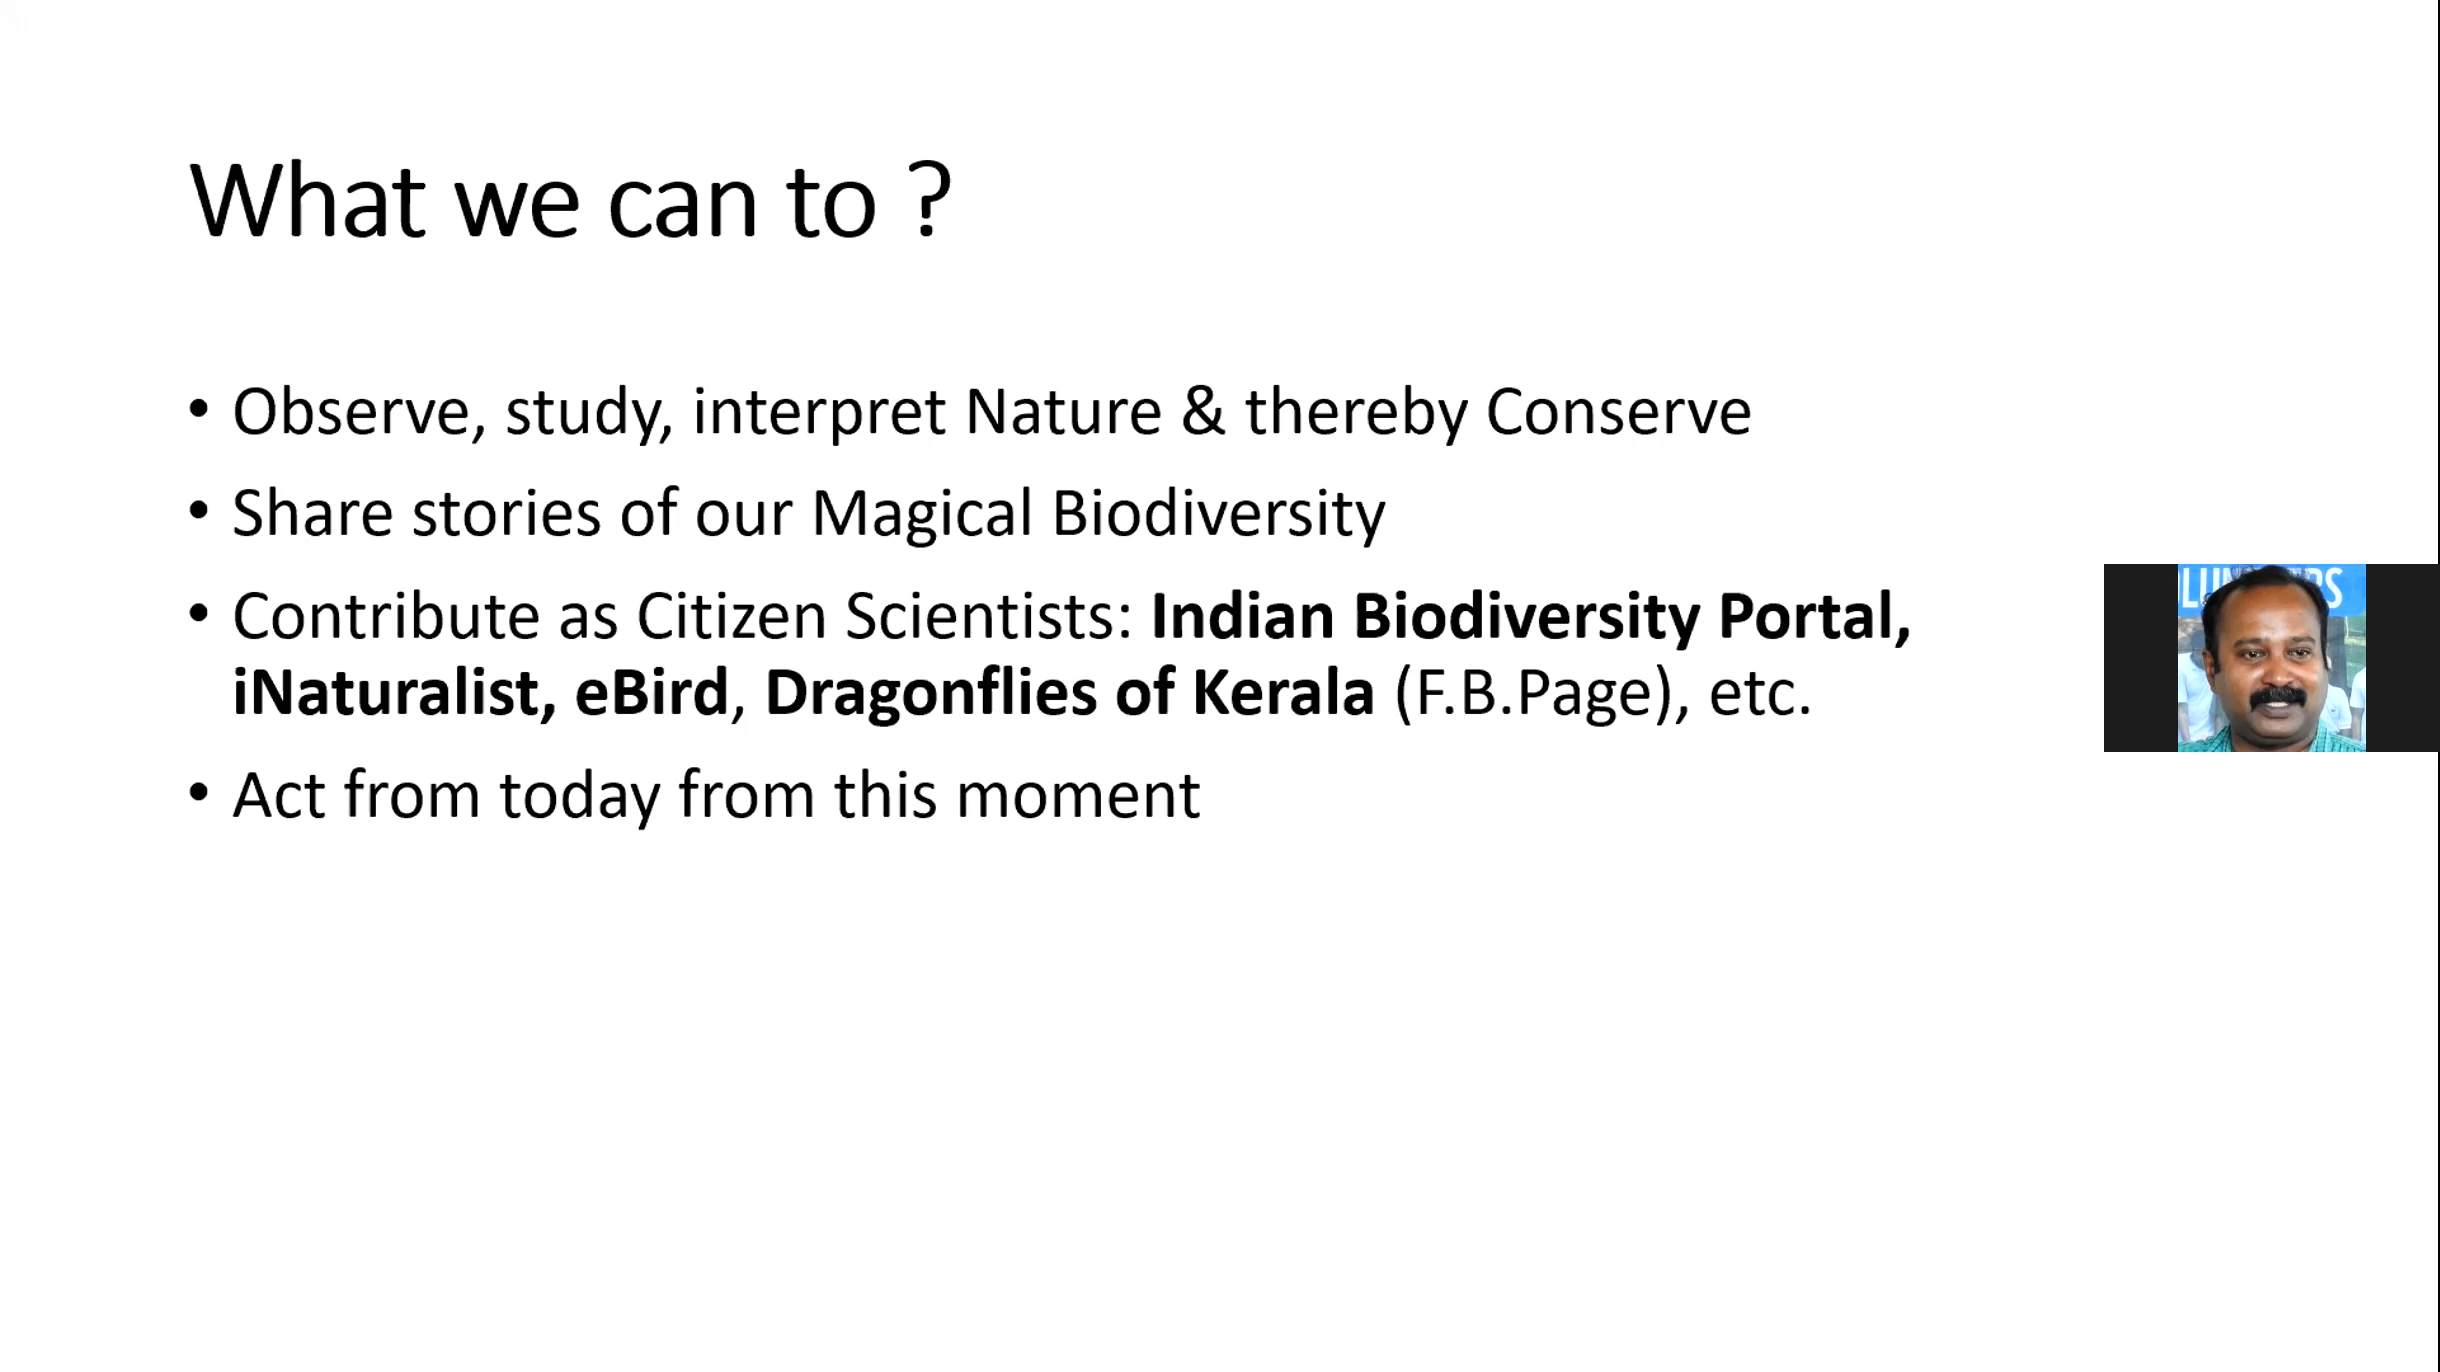 What we can to ?
• Observe, study, interpret Nature & thereby Conserve
• Share stories of our Magical Biodiversity
• Contribute as Citizen Scientists: Indian Biodiversity Portal,
iNaturalist, eBird, Dragonflies of Kerala (F.B.Page), etc.
• Act from today from this moment